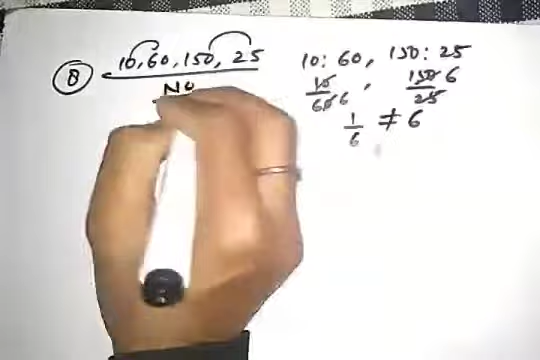 8 10, 60, 150, 25
No
10 : 60, 150 : 25
10/60 6, 150 6/25
1/6 ≠ 6